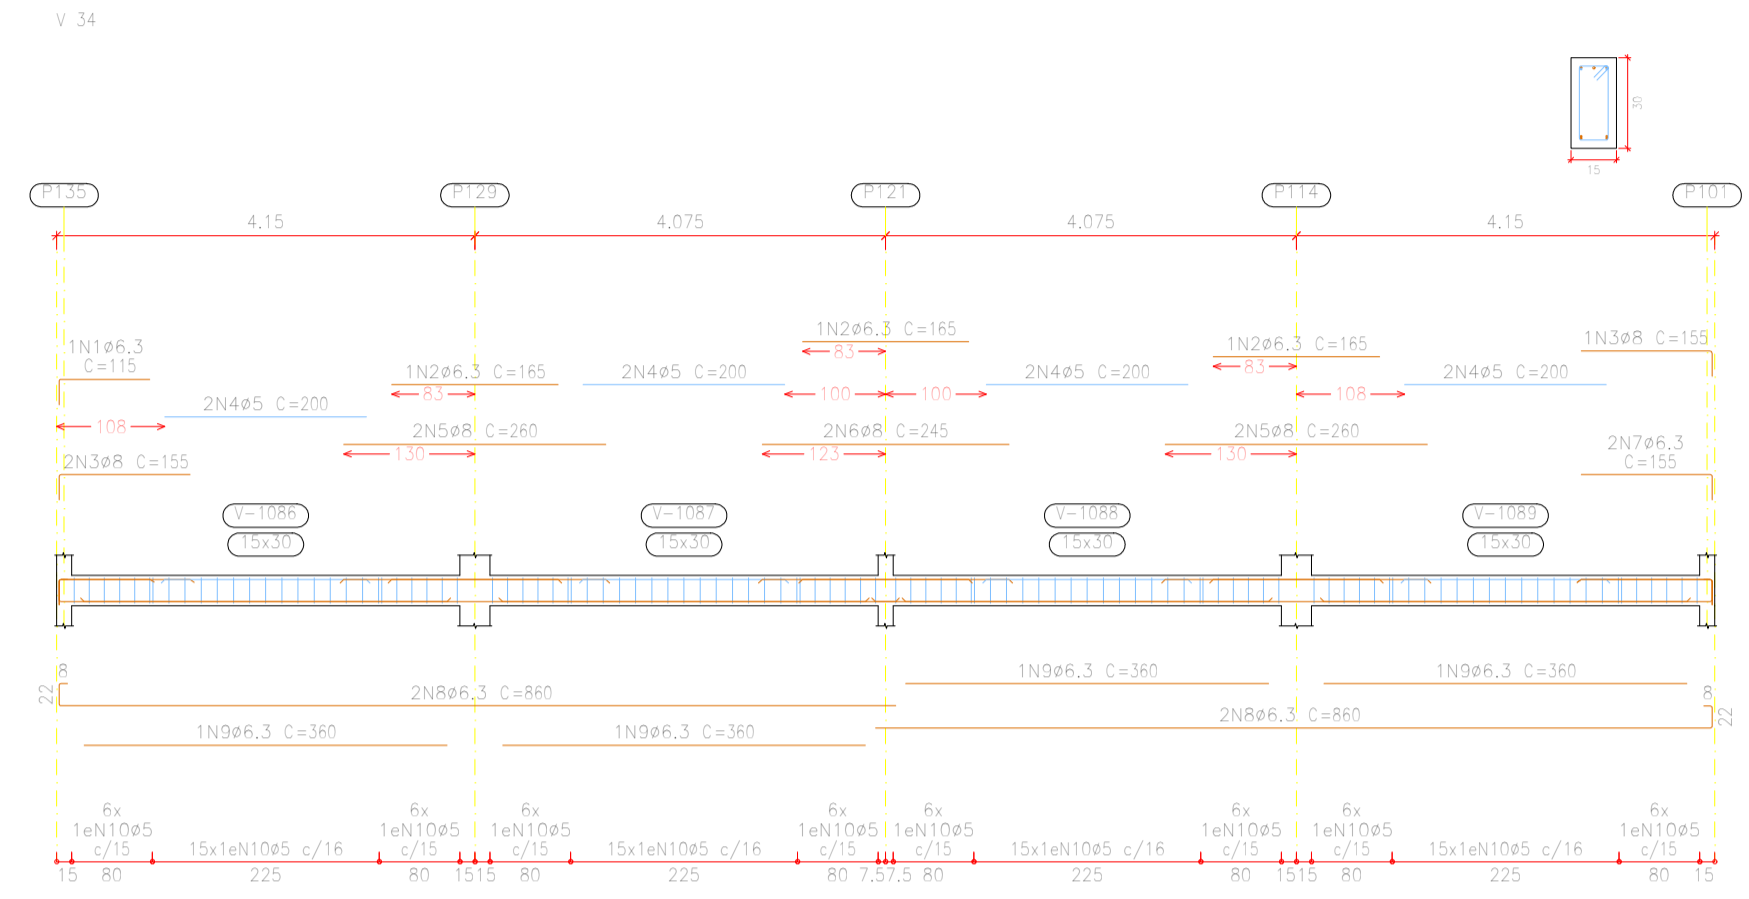 V 34
30
15
P135 P129 P121 P114 P101
4.15 4.075 4.075 4.15
1N2ø6.3 C=165
83
1N1ø6.3
C=115
1N2ø6.3 C=165
83
1N3ø8 C=155
1N2ø6.3 C=165
83
2N4ø5 C=200
100
100
2N4ø5 C=200
108
2N4ø5 C=200
2N4ø5 C=200
108
2N5ø8 C=260
130
2N6ø8 C=245
123
2N5ø8 C=260
130
2N7ø6.3
C=155
2N3ø8 C=155
V-1086 V-1087 V-1088 V-1089
15x30 15x30 15x30 15x30
8
22
2N8ø6.3 C=860
1N9ø6.3 C=360
1N9ø6.3 C=360
8
22
2N8ø6.3 C=860
1N9ø6.3 C=360
1N9ø6.3 C=360
6x 6x 6x 6x 6x 6x 6x 6x
1eN10ø5 1eN10ø5 1eN10ø5 1eN10ø5 1eN10ø5 1eN10ø5 1eN10ø5 1eN10ø5
c/15 15x1eN10ø5 c/16 c/15 c/15 15x1eN10ø5 c/16 c/15 c/15 15x1eN10ø5 c/16 c/15 c/15 15x1eN10ø5 c/16 c/15
15 80 225 80 15 15 80 225 80 7.5 7.5 80 225 80 15 15 80 225 80 15